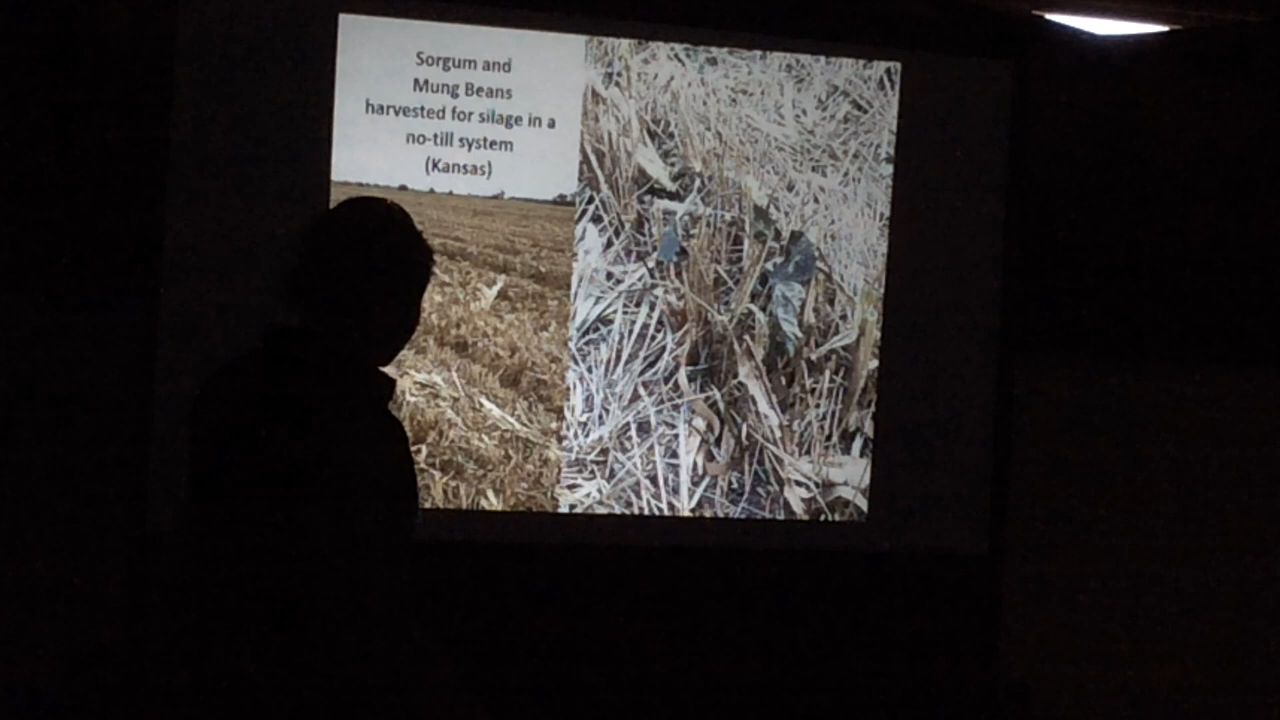 Sorgum and
Mung Beans
harvested for silage in a
no-till system
(Kansas)